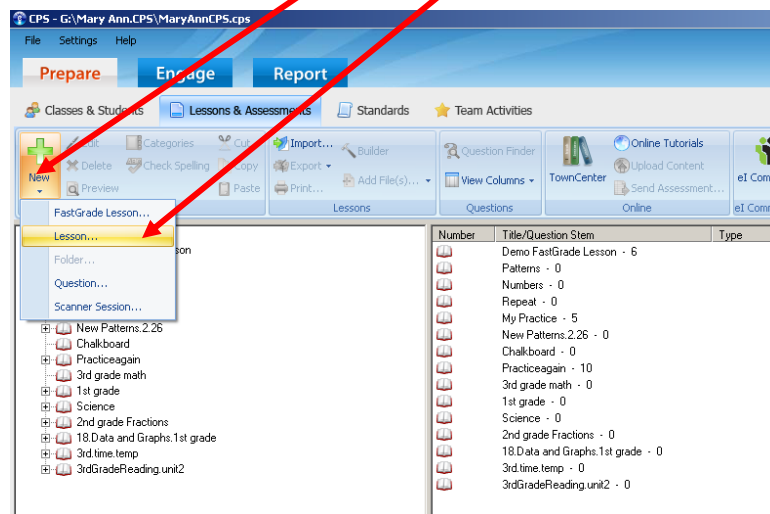 CPS - G:\Mary Ann.CPS\MaryAnnCPS.cps
File Settings Help
Prepare Engage Report
Classes & Students Lessons & Assessments Standards Team Activities
New
Edit Categories Cut
Delete Check Spelling Copy
Preview Paste
Import... Builder
Export
Print... Add File(s)...
Lessons
Question Finder
View Columns
Questions
TownCenter
Online Tutorials
Upload Content
Send Assessment...
Online
eI Com
eI Comm
FastGrade Lesson...
Lesson...
Folder...
Question...
Scanner Session...
son
New Patterns.2.26
Chalkboard
Practiceagain
3rd grade math
1st grade
Science
2nd grade Fractions
18.Data and Graphs.1st grade
3rd.time.temp
3rdGradeReading.unit2
Number Title/Question Stem Type
Demo FastGrade Lesson - 6
Patterns - 0
Numbers - 0
Repeat - 0
My Practice - 5
New Patterns.2.26 - 0
Chalkboard - 0
Practiceagain - 10
3rd grade math - 0
1st grade - 0
Science - 0
2nd grade Fractions - 0
18.Data and Graphs.1st grade - 0
3rd.time.temp - 0
3rdGradeReading.unit2 - 0